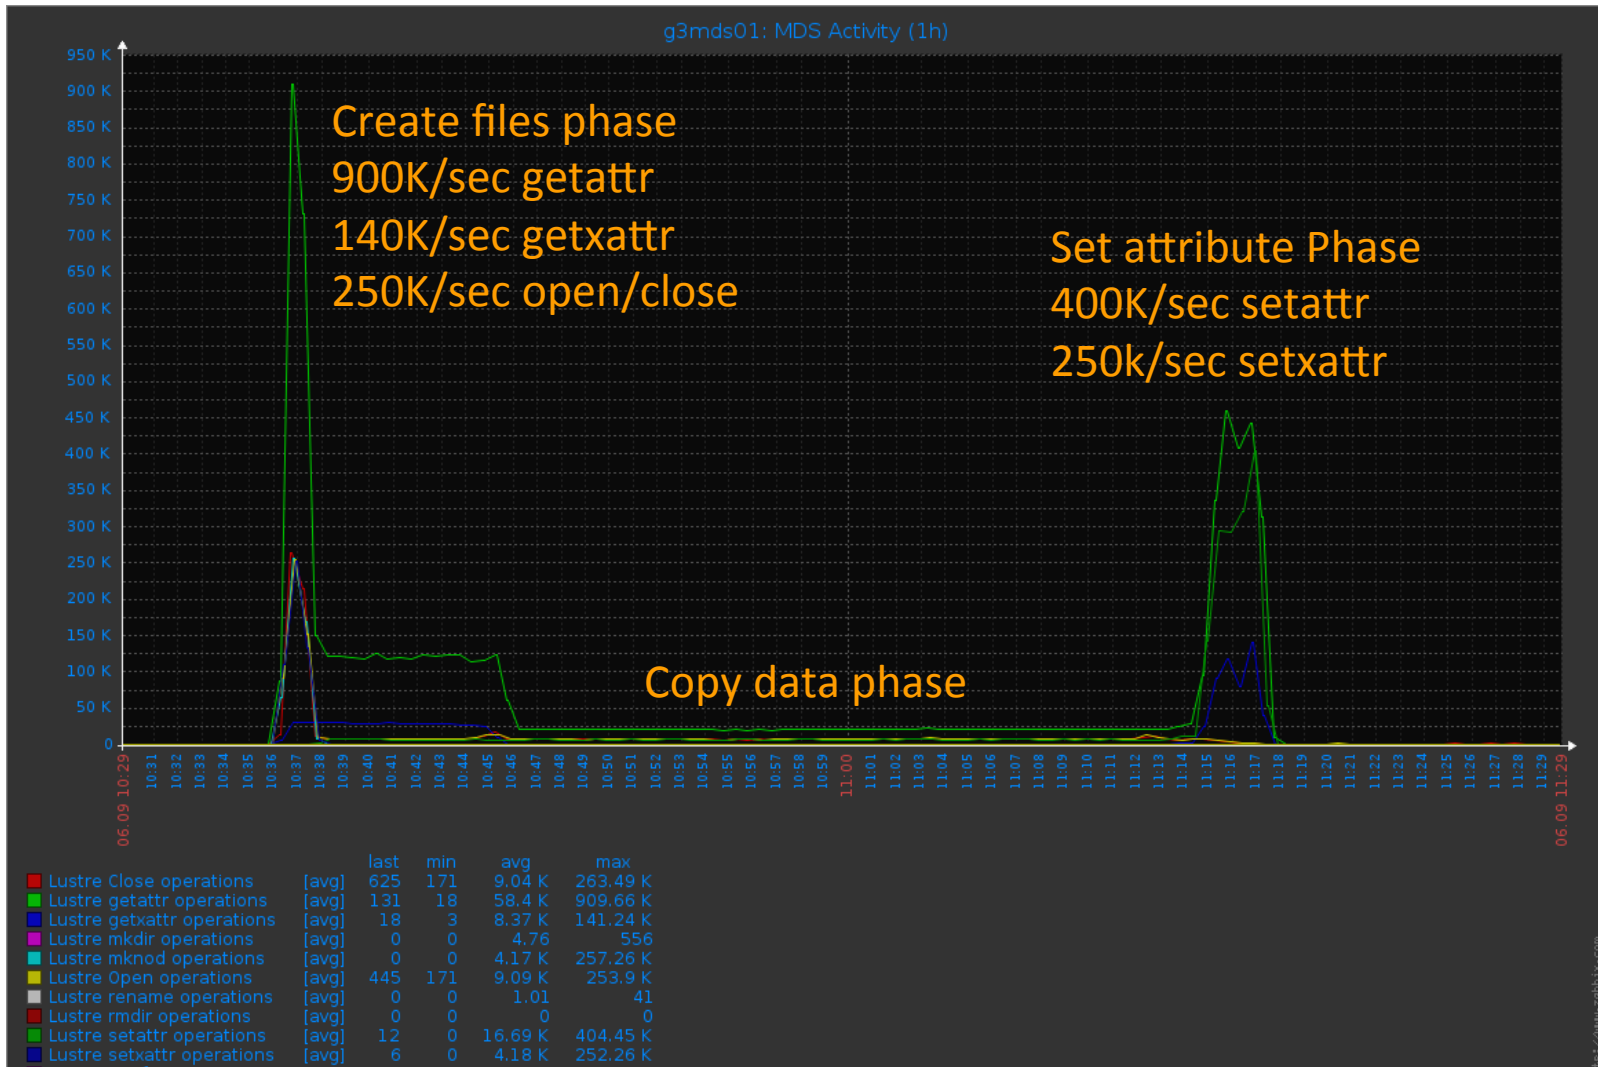 g3mds01: MDS Activity (1h)
950 K
900 K
850 K
800 K
750 K
700 K
650 K
600 K
550 K
500 K
450 K
400 K
350 K
300 K
250 K
200 K
150 K
100 K
50 K
0
Create files phase
900K/sec getattr
140K/sec getxattr
250K/sec open/close
Set attribute Phase
400K/sec setattr
250k/sec setxattr
Copy data phase
06.09 10:29
10:31
10:32
10:33
10:34
10:35
10:36
10:37
10:38
10:39
10:40
10:41
10:42
10:43
10:44
10:45
10:46
10:47
10:48
10:49
10:50
10:51
10:52
10:53
10:54
10:55
10:56
10:57
10:58
10:59
11:00
11:01
11:02
11:03
11:04
11:05
11:06
11:07
11:08
11:09
11:10
11:11
11:12
11:13
11:14
11:15
11:16
11:17
11:18
11:19
11:20
11:21
11:22
11:23
11:24
11:25
11:26
11:27
11:28
11:29
06.09 11:29
last min avg max
Lustre Close operations [avg] 625 171 9.04 K 263.49 K
Lustre getattr operations [avg] 131 18 58.4 K 909.66 K
Lustre getxattr operations [avg] 18 3 8.37 K 141.24 K
Lustre mkdir operations [avg] 0 0 4.76 556
Lustre mknod operations [avg] 0 0 4.17 K 257.26 K
Lustre Open operations [avg] 445 171 9.09 K 253.9 K
Lustre rename operations [avg] 0 0 1.01 41
Lustre rmdir operations [avg] 0 0 0 0
Lustre setattr operations [avg] 12 0 16.69 K 404.45 K
Lustre setxattr operations [avg] 6 0 4.18 K 252.26 K